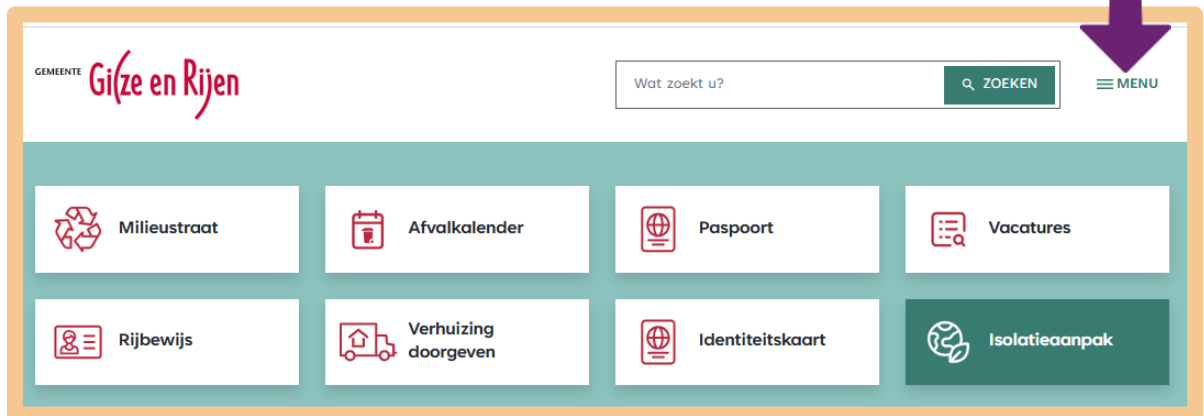 GEMEENTE Gilze en Rijen
Wat zoekt u?
ZOEKEN
MENU
Milieustraat
Afvalkalender
Paspoort
Vacatures
Rijbewijs
Verhuizing
doorgeven
Identiteitskaart
Isolatieaanpak